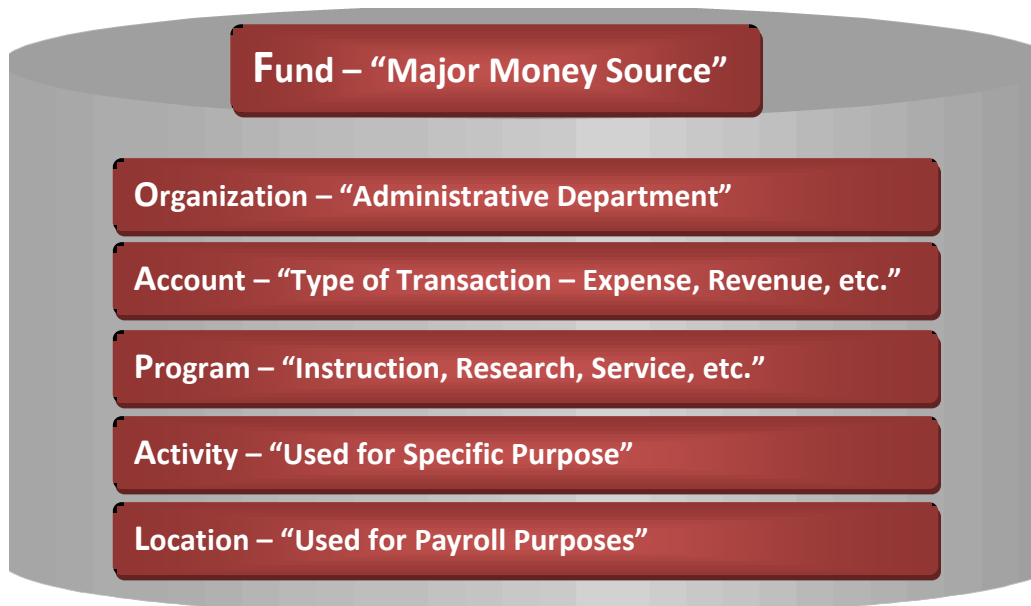 Fund – “Major Money Source”
Organization – “Administrative Department”
Account – “Type of Transaction – Expense, Revenue, etc.”
Program – “Instruction, Research, Service, etc.”
Activity – “Used for Specific Purpose”
Location – “Used for Payroll Purposes”